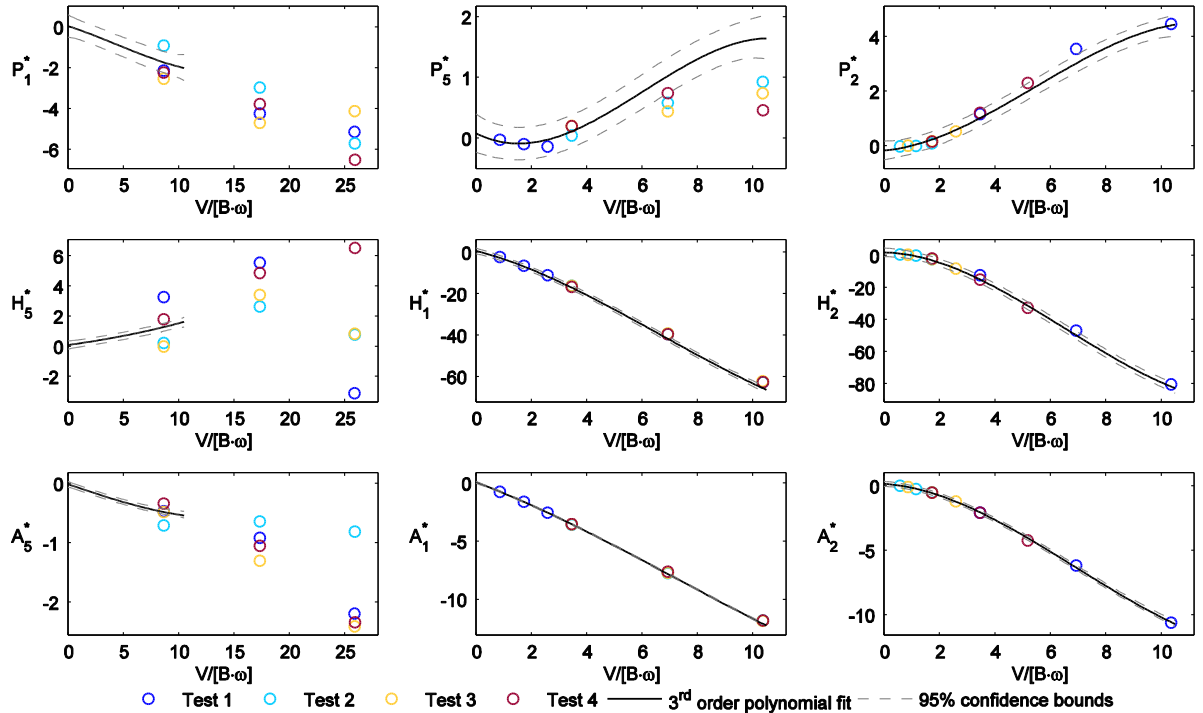 0
-2
-4
-6
P₁*
0 5 10 15 20 25
V/[B·ω]
2
1
0
P₅*
0 2 4 6 8 10
V/[B·ω]
4
2
0
P₂*
0 2 4 6 8 10
V/[B·ω]
6
4
2
0
-2
H₅*
0 5 10 15 20 25
V/[B·ω]
0
-20
-40
-60
H₁*
0 2 4 6 8 10
V/[B·ω]
0
-20
-40
-60
-80
H₂*
0 2 4 6 8 10
V/[B·ω]
0
-1
-2
A₅*
0 5 10 15 20 25
V/[B·ω]
0
-5
-10
A₁*
0 2 4 6 8 10
V/[B·ω]
0
-5
-10
A₂*
0 2 4 6 8 10
V/[B·ω]
Test 1 Test 2 Test 3 Test 4 3rd order polynomial fit 95% confidence bounds